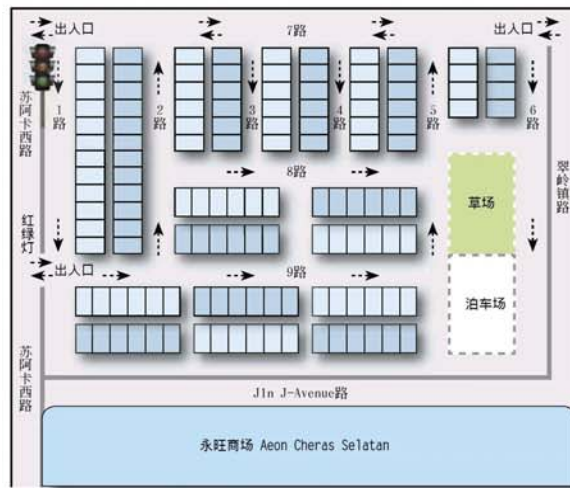 出入口
7路
出入口
苏阿卡西路
1路
2路
3路
4路
5路
6路
8路
翠岭镇路
草场
红绿灯
出入口
9路
泊车场
苏阿卡西路
Jln J-Avenue路
永旺商场 Aeon Cheras Selatan